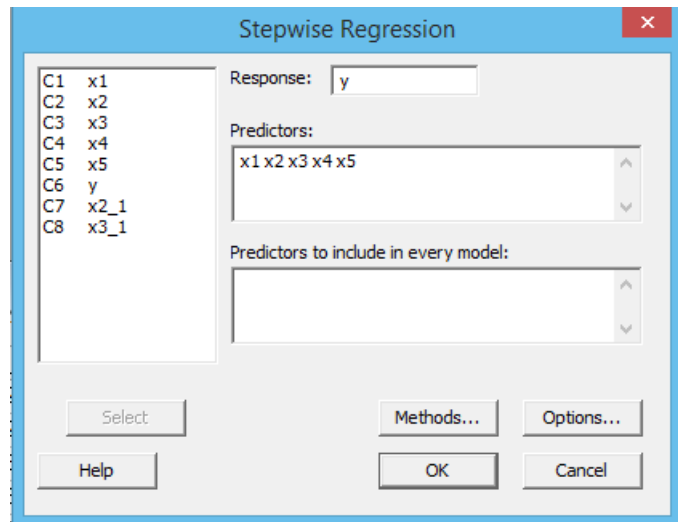 Stepwise Regression
C1 x1
C2 x2
C3 x3
C4 x4
C5 x5
C6 y
C7 x2_1
C8 x3_1
Response: y
Predictors:
x1 x2 x3 x4 x5
Predictors to include in every model:
Select
Methods...
Options...
Help
OK
Cancel